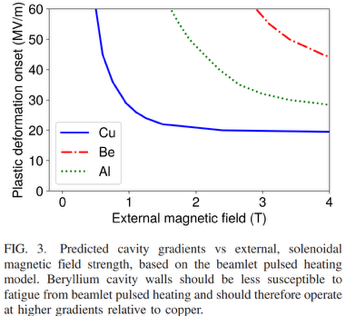 Plastic deformation onset (MV/m)
60
50
40
30
20
10
0
Cu
Be
Al
0 1 2 3 4
External magnetic field (T)
FIG. 3. Predicted cavity gradients vs external, solenoidal
magnetic field strength, based on the beamlet pulsed heating
model. Beryllium cavity walls should be less susceptible to
fatigue from beamlet pulsed heating and should therefore operate
at higher gradients relative to copper.